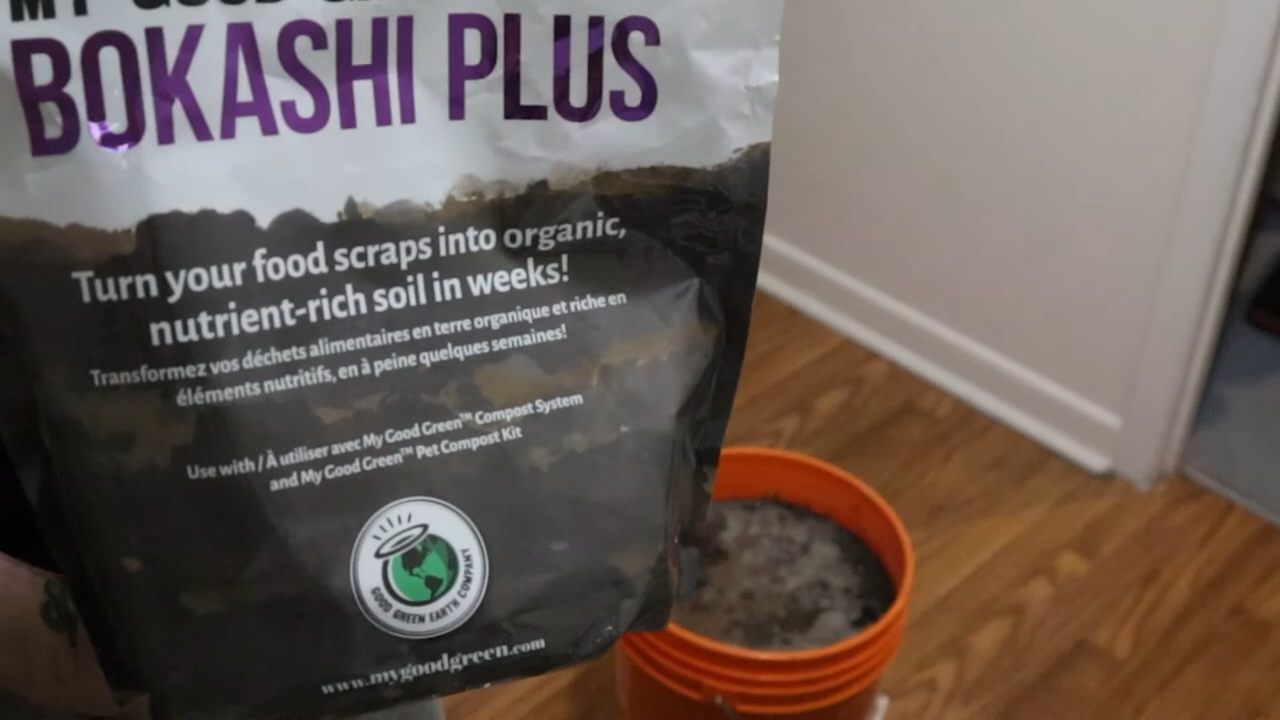 MY GOOD
BOKASHI PLUS
Turn your food scraps into organic,
nutrient-rich soil in weeks!
Transformez vos déchets alimentaires en terre organique et riche en
éléments nutritifs, en à peine quelques semaines!
Use with / À utiliser avec My Good Green™ Compost System
and My Good Green™ Pet Compost Kit
GOOD GREEN EARTH COMPANY
www.mygoodgreen.com